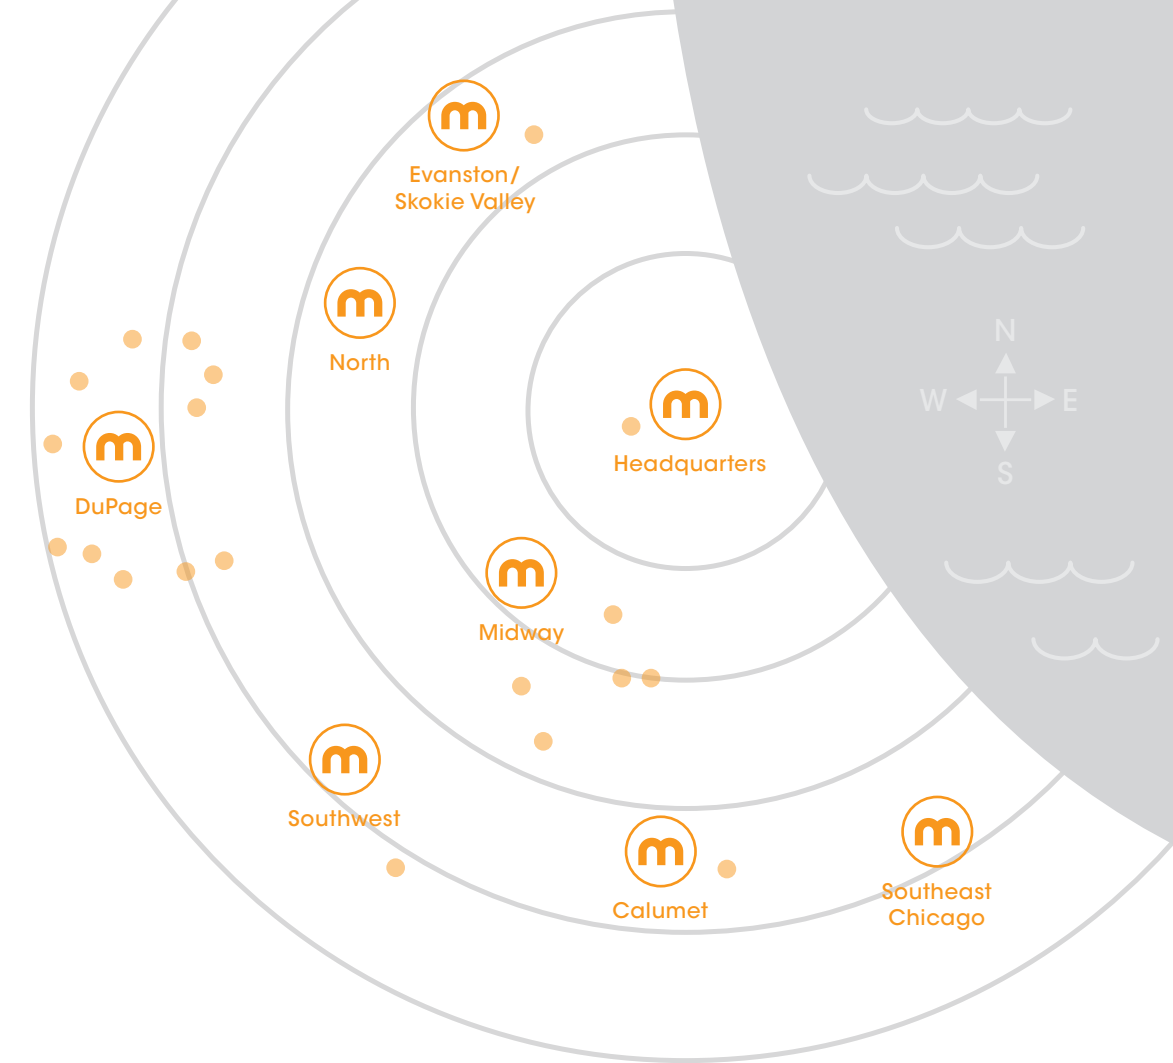 m
Evanston/
Skokie Valley
m
North
N
W E
S
m
Headquarters
m
DuPage
m
Midway
m
Southwest
m
Calumet
m
Southeast
Chicago